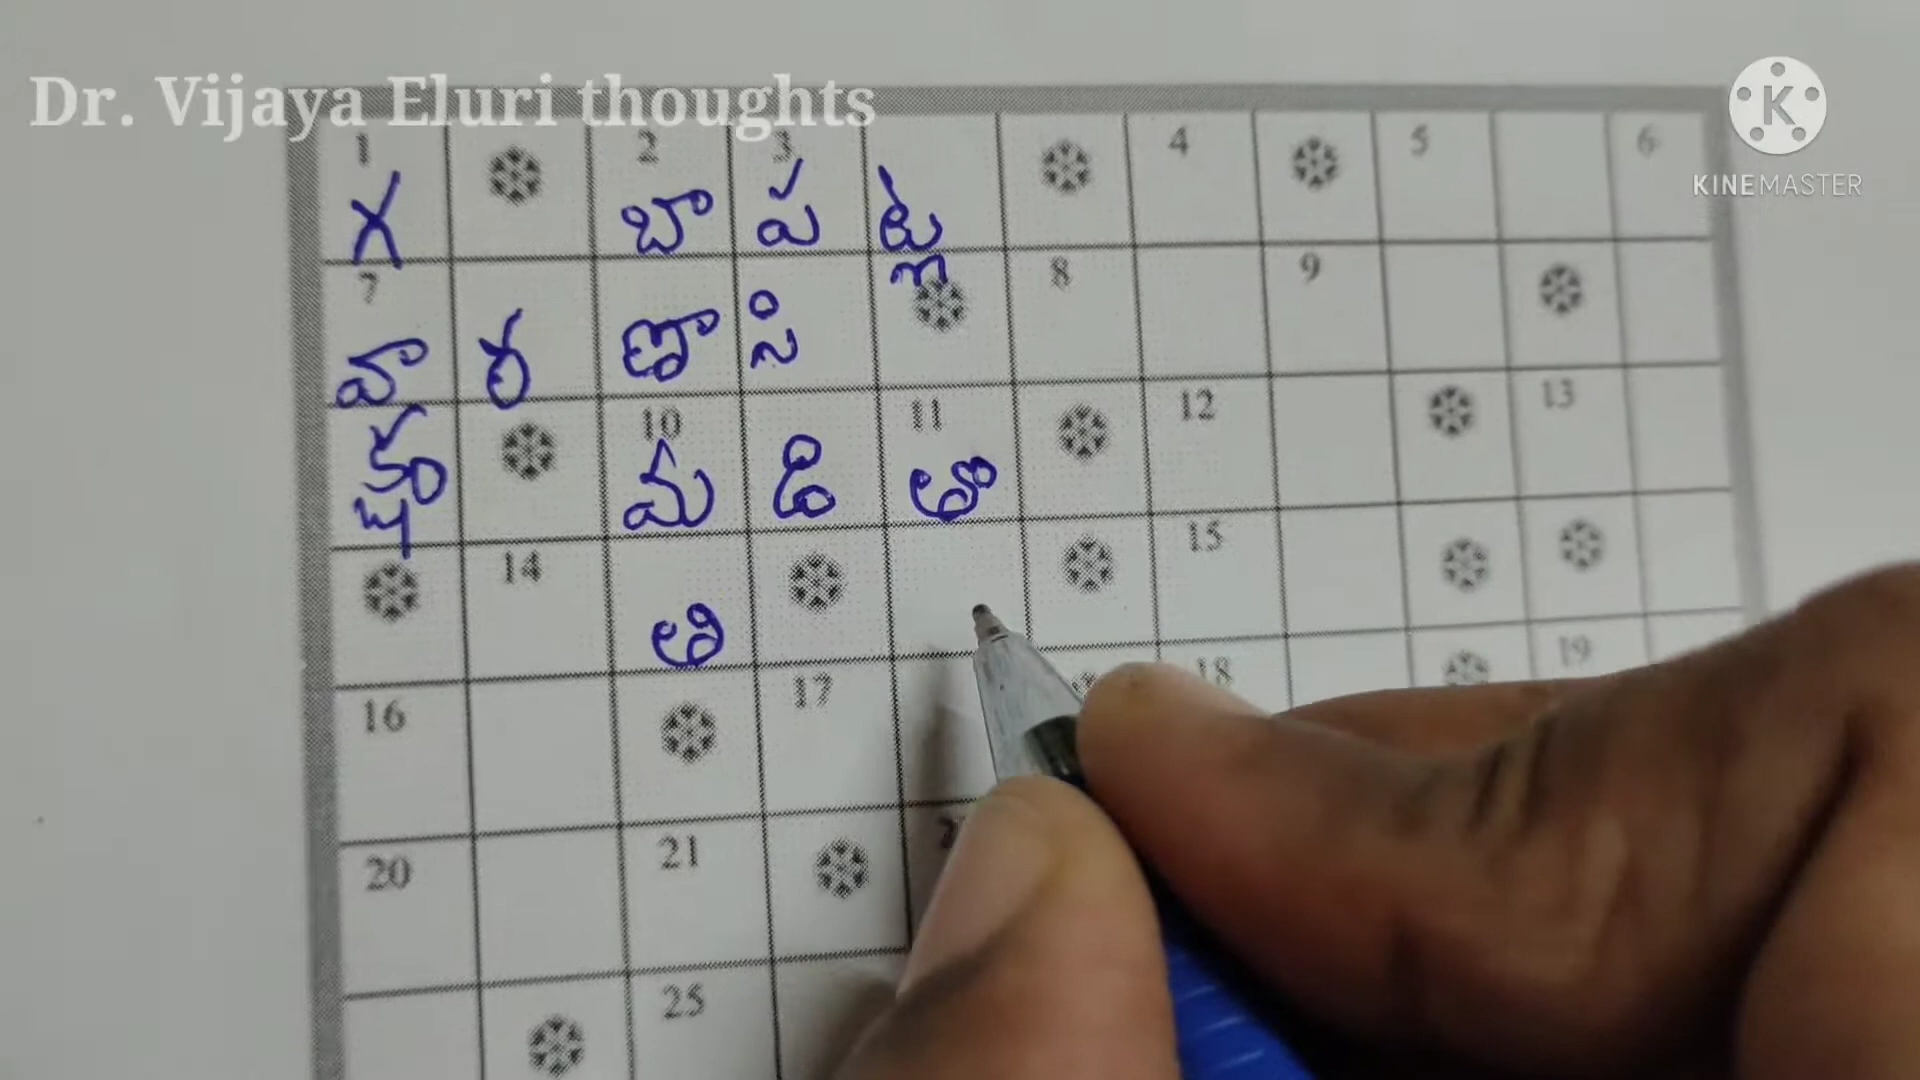 Dr. Vijaya Eluri thoughts
KINEMASTER
1 2 3 4 5 6
గ బా ప ట్ల
7 8 9
వా ర ణా సి
10 11 12 13
క్షం మ డి తొ
14 15
తి
16 17 18 19
20 21
25